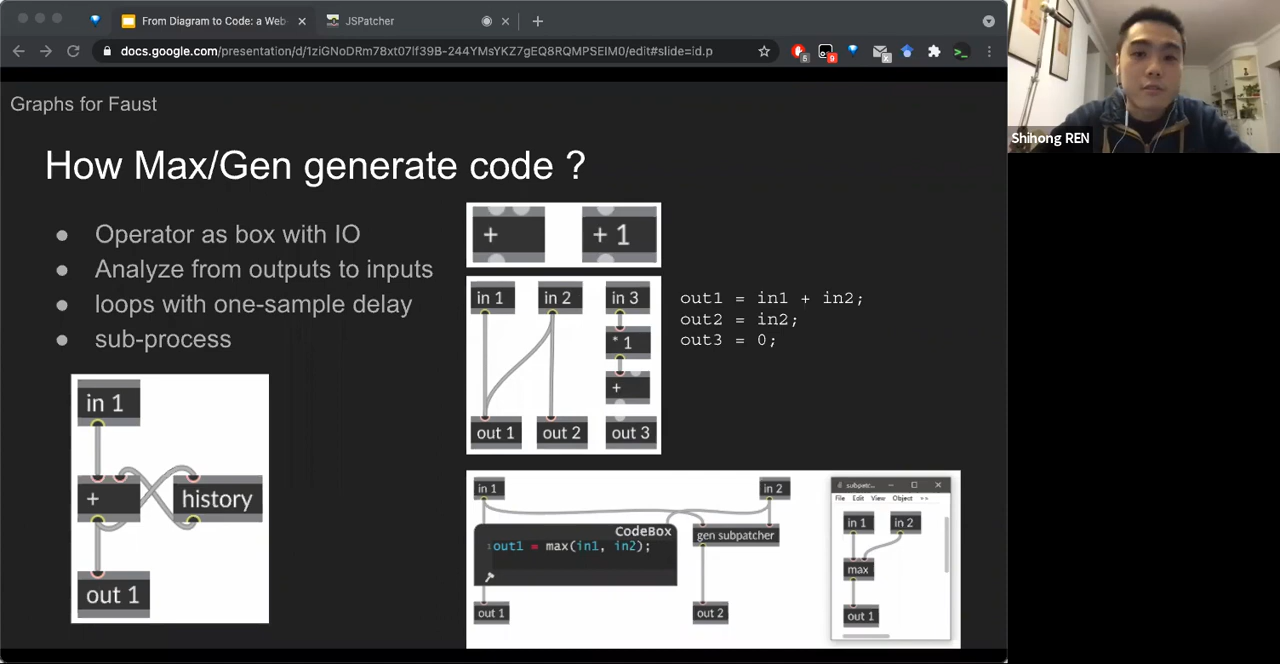 From Diagram to Code: a Web-
JSPatcher
docs.google.com/presentation/d/1ziGNoDRm78xt07lf39B-244YMsYKZ7gEQ8RQMPSEIM0/edit#slide=id.p
5
9
x
Shihong REN
Graphs for Faust
How Max/Gen generate code ?
● Operator as box with IO
● Analyze from outputs to inputs
● loops with one-sample delay
● sub-process
+
+ 1
in 1
in 2
in 3
* 1
+
out 1
out 2
out 3
out1 = in1 + in2;
out2 = in2;
out3 = 0;
in 1
+
history
out 1
in 1
in 2
CodeBox
1out1 = max(in1, in2);
gen subpatcher
out 1
out 2
subpatc...
File Edit View Object >>
in 1
in 2
max
out 1